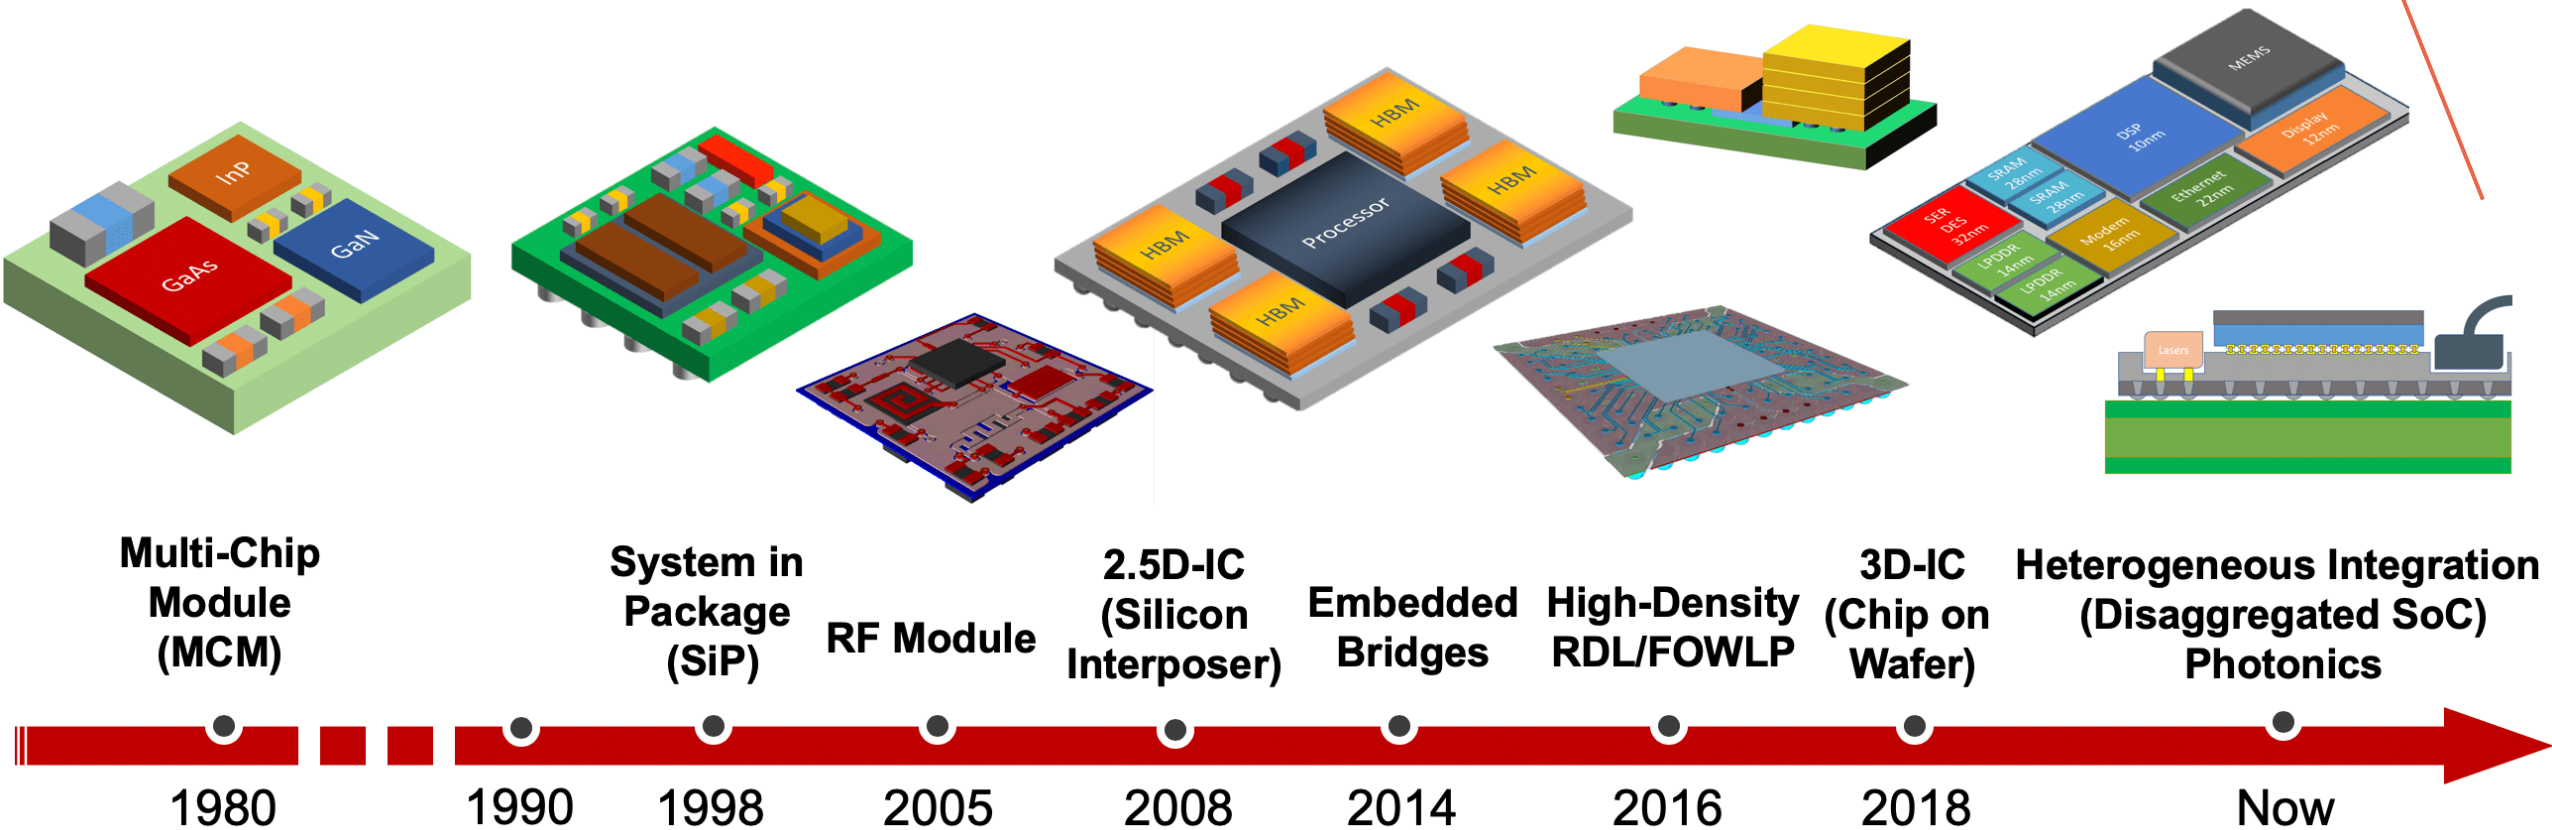 InP
GaAs
GaN
HBM
HBM
HBM
HBM
Processor
MEMS
DSP
10nm
Display
12nm
SRAM
28nm
SRAM
28nm
Ethernet
22nm
SER
DES
32nm
Modem
16nm
LPDDR
14nm
LPDDR
14nm
Lasers
Multi-Chip
Module
(MCM)
System in
Package
(SiP)
RF Module
2.5D-IC
(Silicon
Interposer)
Embedded
Bridges
High-Density
RDL/FOWLP
3D-IC
(Chip on
Wafer)
Heterogeneous Integration
(Disaggregated SoC)
Photonics
1980
1990
1998
2005
2008
2014
2016
2018
Now